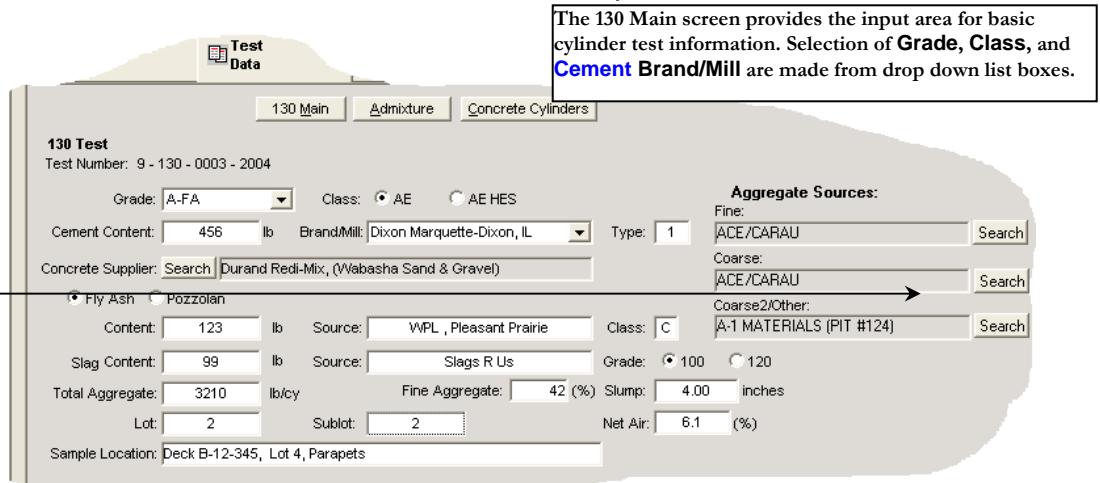 The 130 Main screen provides the input area for basic
cylinder test information. Selection of Grade, Class, and
Cement Brand/Mill are made from drop down list boxes.
Test
Data
130 Main Admixture Concrete Cylinders
130 Test
Test Number: 9 - 130 - 0003 - 2004
Grade: A-FA Class: AE AE HES
Aggregate Sources:
Fine:
Cement Content: 456 lb Brand/Mill: Dixon Marquette-Dixon, IL Type: 1 ACE/CARAU Search
Coarse:
Concrete Supplier: Search Durand Redi-Mix, (Wabasha Sand & Gravel) ACE/CARAU Search
Fly Ash Pozzolan
Coarse2/Other:
Content: 123 lb Source: WPL , Pleasant Prairie Class: C A-1 MATERIALS (PIT #124) Search
Slag Content: 99 lb Source: Slags R Us Grade: 100 120
Total Aggregate: 3210 lb/cy Fine Aggregate: 42 (%) Slump: 4.00 inches
Lot: 2 Sublot: 2 Net Air: 6.1 (%)
Sample Location: Deck B-12-345, Lot 4, Parapets